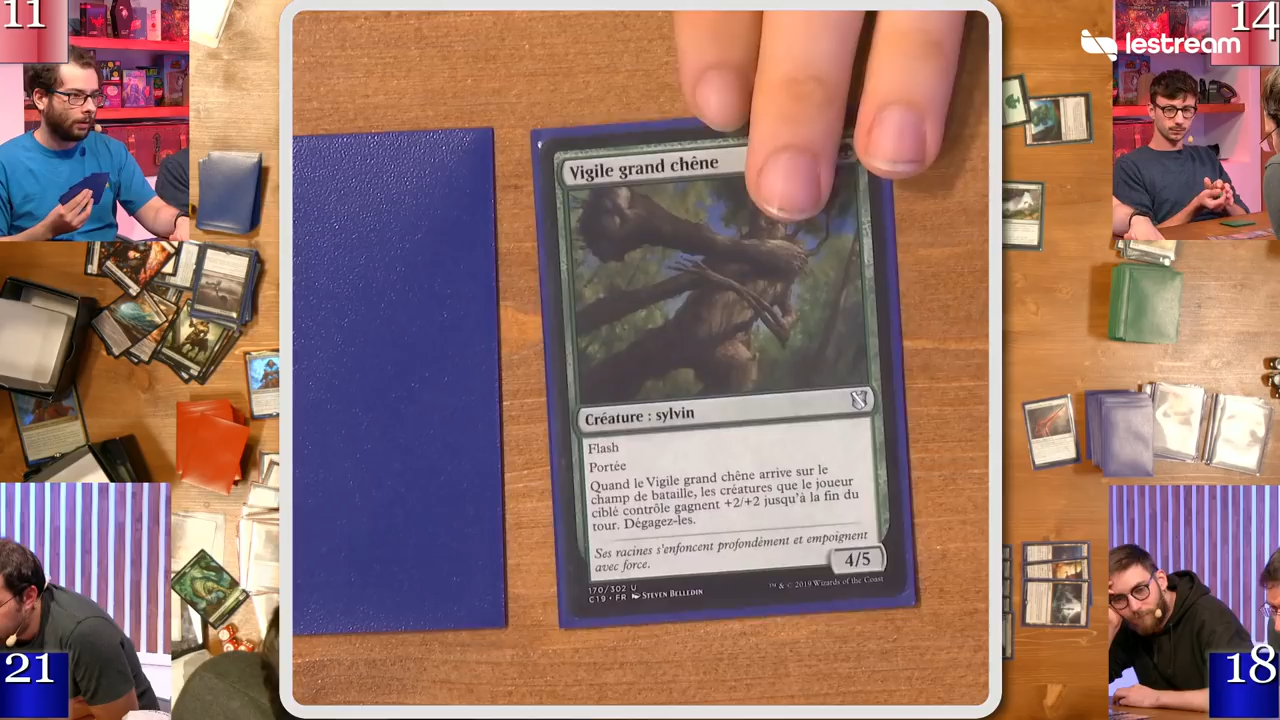 11
14
lestream
Vigile grand chêne
Créature : sylvin
Flash
Portée
Quand le Vigile grand chêne arrive sur le
champ de bataille, les créatures que le joueur
ciblé contrôle gagnent +2/+2 jusqu'à la fin du
tour. Dégagez-les.
Ses racines s'enfoncent profondément et empoignent
avec force.
4/5
170/302 U
C19 • FR STEVEN BELLEDIN
™ & © 2019 Wizards of the Coast
21
18